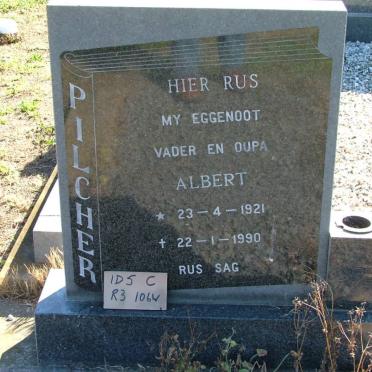 PILCHER
HIER RUS
MY EGGENOOT
VADER EN OUPA
ALBERT
★ 23-4-1921
✝ 22-1-1990
RUS SAG
ID5 C
R3 106W